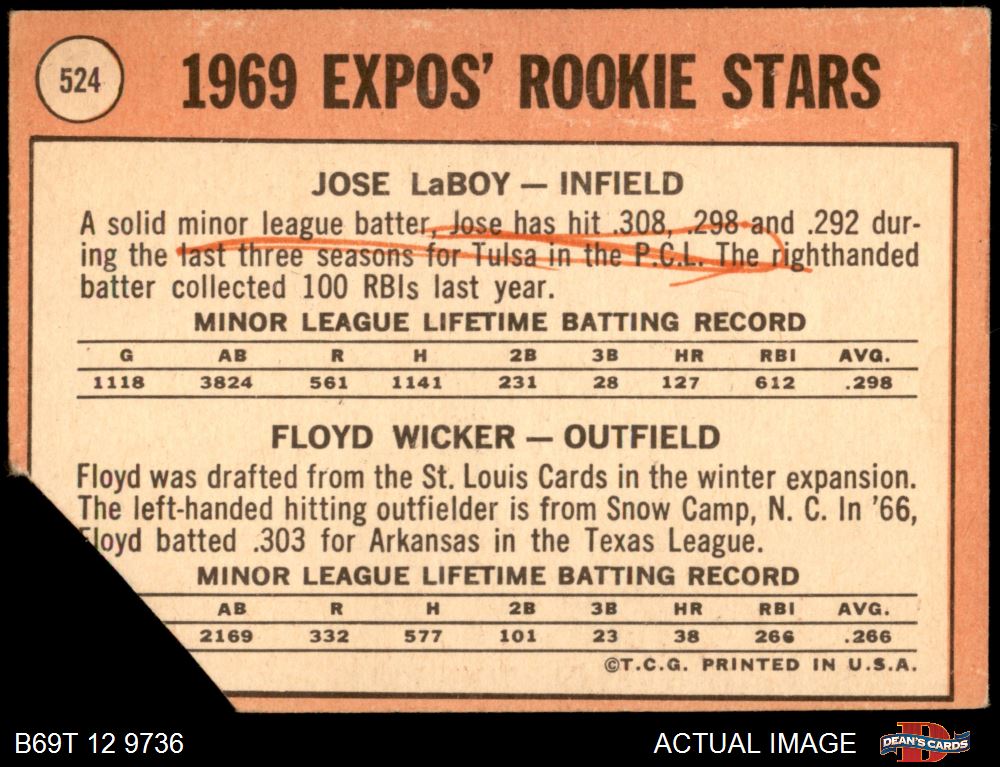 524
1969 EXPOS' ROOKIE STARS
JOSE LaBOY — INFIELD
A solid minor league batter, Jose has hit .308, .298 and .292 dur-
ing the last three seasons for Tulsa in the P.C.L. The righthanded
batter collected 100 RBIs last year.
MINOR LEAGUE LIFETIME BATTING RECORD
G AB R H 2B 3B HR RBI AVG.
1118 3824 561 1141 231 28 127 612 .298
FLOYD WICKER — OUTFIELD
Floyd was drafted from the St. Louis Cards in the winter expansion.
The left-handed hitting outfielder is from Snow Camp, N. C. In '66,
Floyd batted .303 for Arkansas in the Texas League.
MINOR LEAGUE LIFETIME BATTING RECORD
AB R H 2B 3B HR RBI AVG.
2169 332 577 101 23 38 266 .266
©T.C.G. PRINTED IN U.S.A.
B69T 12 9736
ACTUAL IMAGE
DEAN'S CARDS